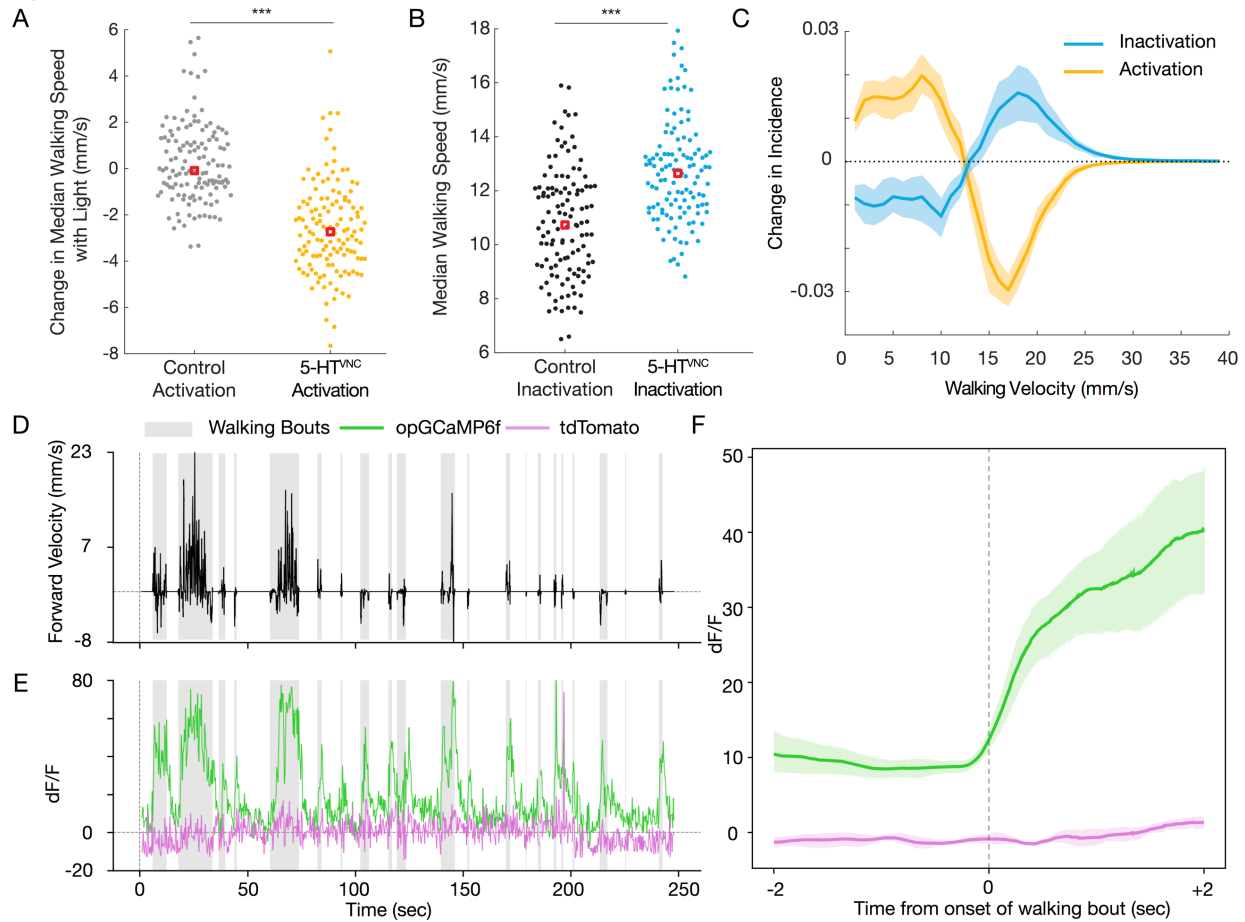 A
***
Change in Median Walking Speed
with Light (mm/s)
6
4
2
0
-2
-4
-6
-8
Control
Activation
5-HTVNC
Activation
B
***
Median Walking Speed (mm/s)
18
16
14
12
10
8
6
Control
Inactivation
5-HTVNC
Inactivation
C
Inactivation
Activation
Change in Incidence
0.03
0
-0.03
0 5 10 15 20 25 30 35 40
Walking Velocity (mm/s)
D
Walking Bouts opGCaMP6f tdTomato
Forward Velocity (mm/s)
23
7
-8
E
dF/F
80
40
0
-20
0 50 100 150 200 250
Time (sec)
F
dF/F
50
40
30
20
10
0
-2 0 +2
Time from onset of walking bout (sec)